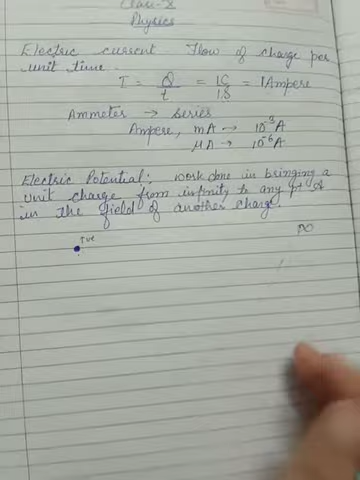 Class-X
Physics
Electric current Flow of charge per
unit time.
I = Q/t = 1C/1S = 1Ampere
Ammeter → series
Ampere, mA → 10⁻³A
μA → 10⁻⁶A
Electric Potential; work done in bringing a
unit charge from infinity to any pt of
in the field of another charge
∞
+ve